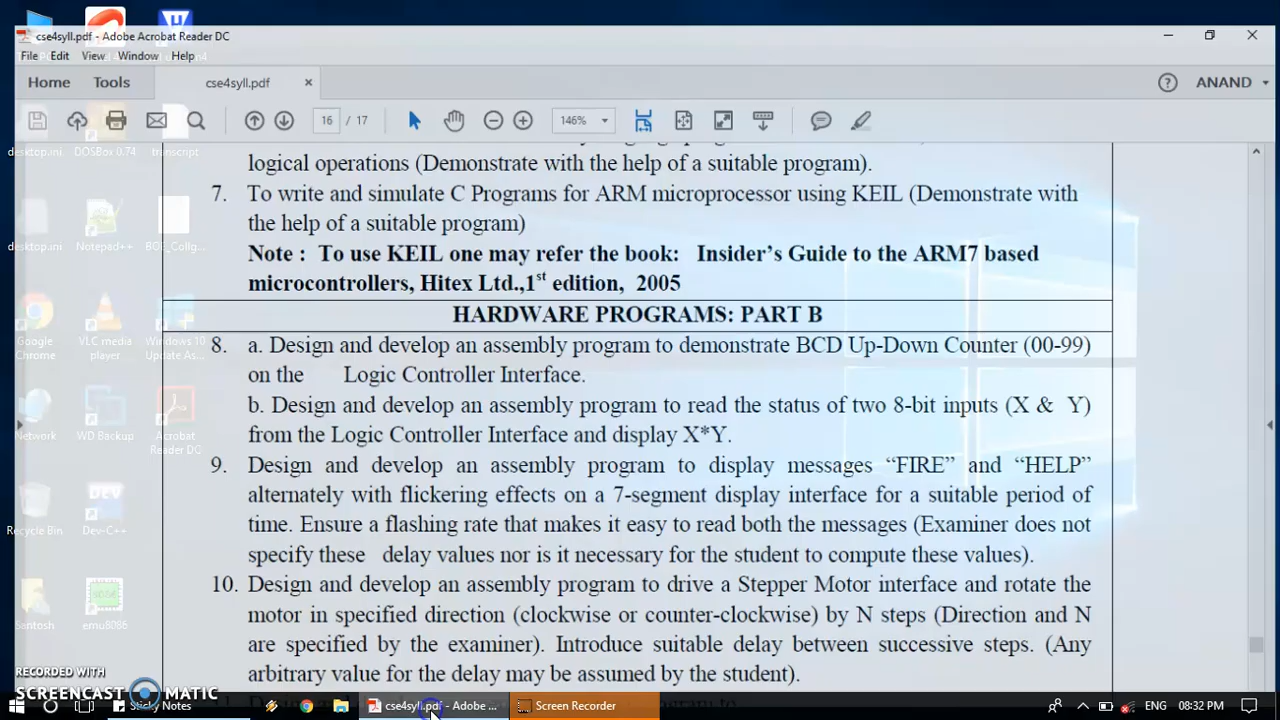 cse4syll.pdf - Adobe Acrobat Reader DC
File Edit View Window Help
Home Tools cse4syll.pdf × ? ANAND
16 / 17 146%
desktop.ini DOSBox 0.74 transcript
logical operations (Demonstrate with the help of a suitable program).
7. To write and simulate C Programs for ARM microprocessor using KEIL (Demonstrate with
the help of a suitable program)
desktop.ini Notepad++ BOE_Collg...
Note : To use KEIL one may refer the book: Insider's Guide to the ARM7 based
microcontrollers, Hitex Ltd.,1st edition, 2005
HARDWARE PROGRAMS: PART B
Google Chrome VLC media player Windows 10 Update As...
8. a. Design and develop an assembly program to demonstrate BCD Up-Down Counter (00-99)
on the Logic Controller Interface.
b. Design and develop an assembly program to read the status of two 8-bit inputs (X & Y)
from the Logic Controller Interface and display X*Y.
Network WD Backup Acrobat Reader DC
9. Design and develop an assembly program to display messages “FIRE” and “HELP”
alternately with flickering effects on a 7-segment display interface for a suitable period of
time. Ensure a flashing rate that makes it easy to read both the messages (Examiner does not
specify these delay values nor is it necessary for the student to compute these values).
Recycle Bin Dev-C++
10. Design and develop an assembly program to drive a Stepper Motor interface and rotate the
motor in specified direction (clockwise or counter-clockwise) by N steps (Direction and N
are specified by the examiner). Introduce suitable delay between successive steps. (Any
arbitrary value for the delay may be assumed by the student).
Santosh emu8086
RECORDED WITH
SCREENCAST MATIC
Sticky Notes cse4syll.pdf - Adobe ... Screen Recorder ENG 08:32 PM